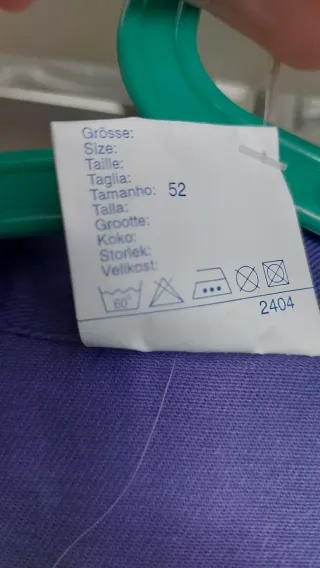 Grösse:
Size:
Taille:
Taglia:
Tamanho: 52
Talla:
Grootte:
Koko:
Storlek:
Velikost:
60°
2404